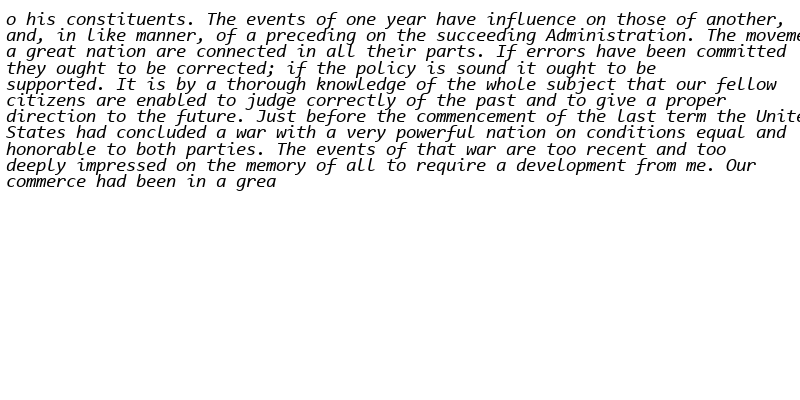 o his constituents. The events of one year have influence on those of another,
and, in like manner, of a preceding on the succeeding Administration. The
a great nation are connected in all their parts. If errors have been committed
they ought to be corrected; if the policy is sound it ought to be
supported. It is by a thorough knowledge of the whole subject that our fellow
citizens are enabled to judge correctly of the past and to give a proper
direction to the future. Just before the commencement of the last term the
States had concluded a war with a very powerful nation on conditions equal and
honorable to both parties. The events of that war are too recent and too
deeply impressed on the memory of all to require a development from me. Our
commerce had been in a grea